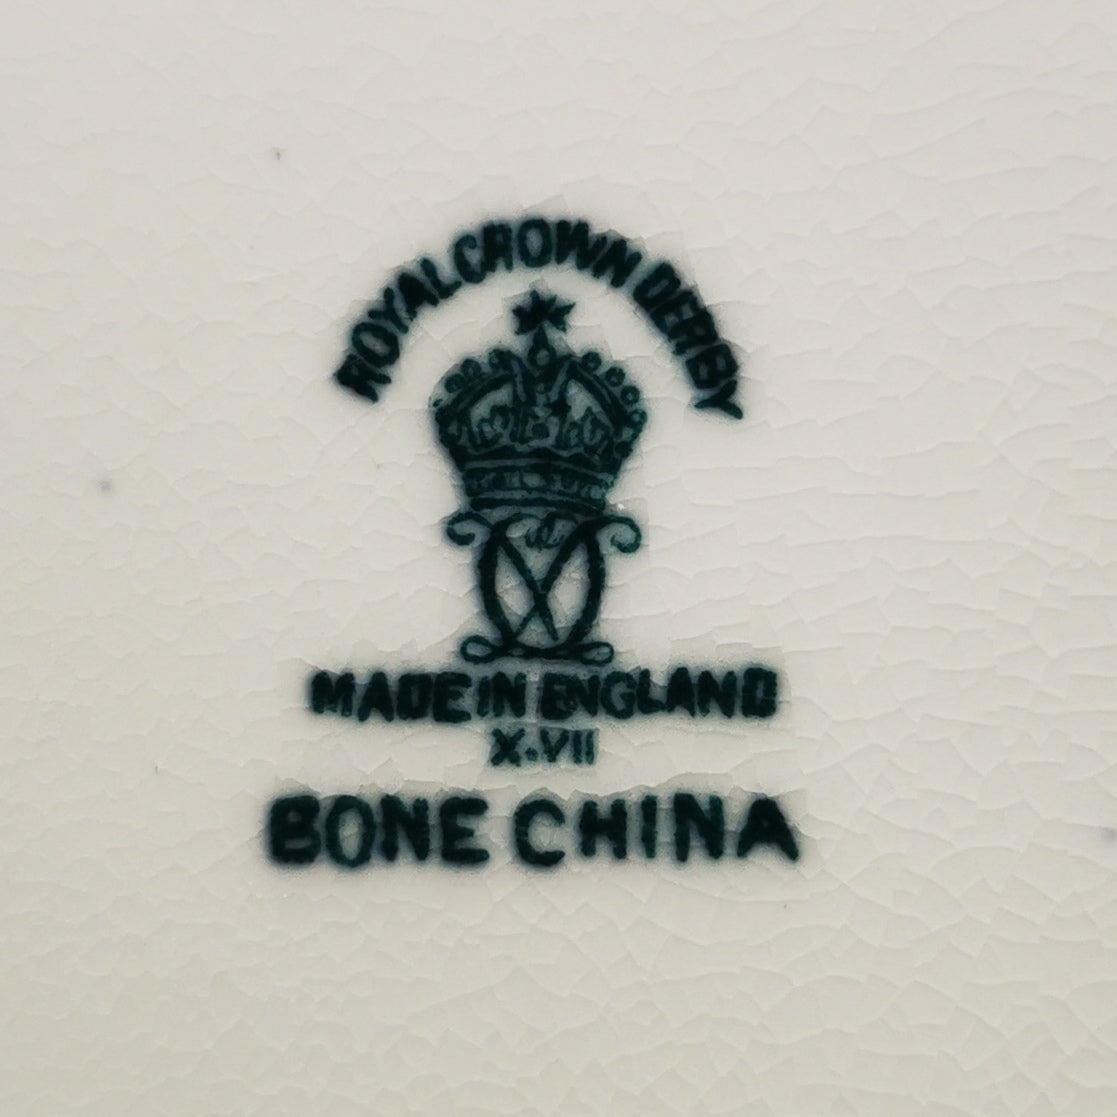 ROYAL CROWN DERBY
MADE IN ENGLAND
X·VII
BONE CHINA